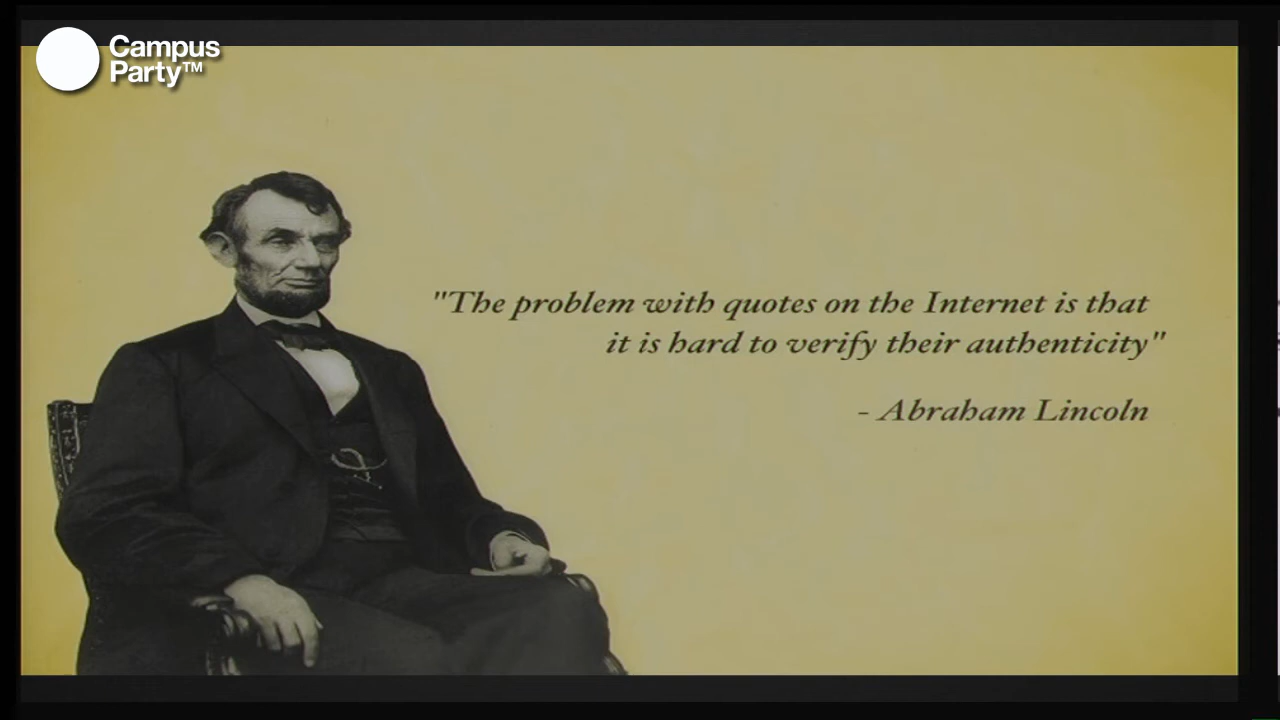 Campus
Party™
"The problem with quotes on the Internet is that
it is hard to verify their authenticity"
- Abraham Lincoln